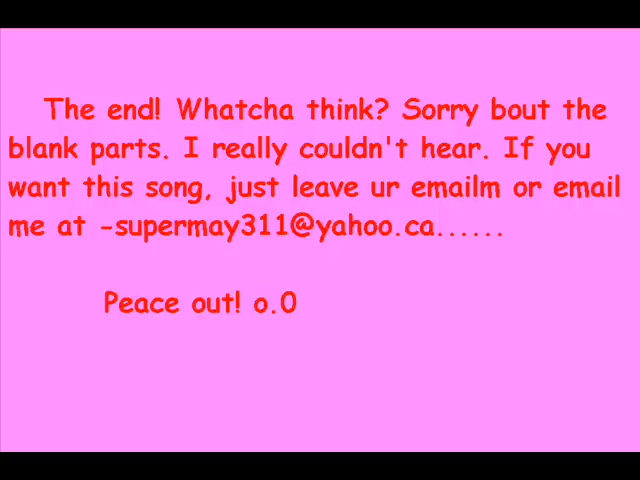 The end! Whatcha think? Sorry bout the
blank parts. I really couldn't hear. If you
want this song, just leave ur emailm or email
me at -supermay311@yahoo.ca......
Peace out! o.0